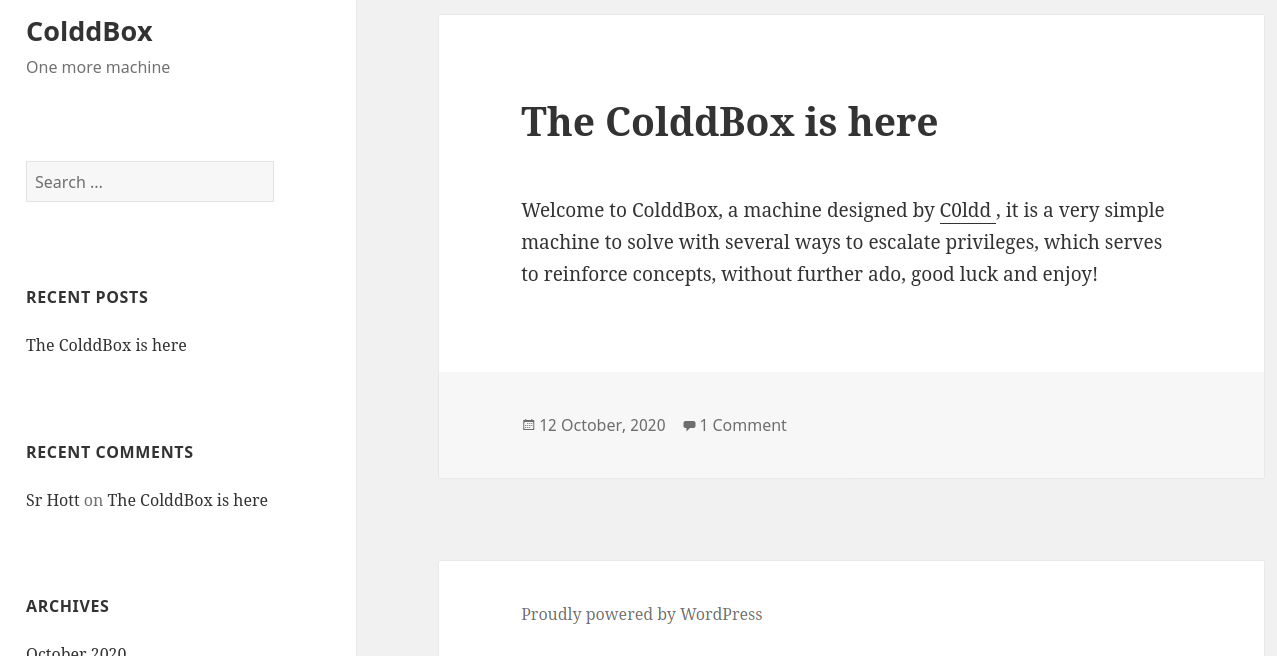 ColddBox
One more machine
Search ...
RECENT POSTS
The ColddBox is here
RECENT COMMENTS
Sr Hott on The ColddBox is here
ARCHIVES
October 2020
The ColddBox is here
Welcome to ColddBox, a machine designed by C0ldd , it is a very simple
machine to solve with several ways to escalate privileges, which serves
to reinforce concepts, without further ado, good luck and enjoy!
12 October, 2020 1 Comment
Proudly powered by WordPress